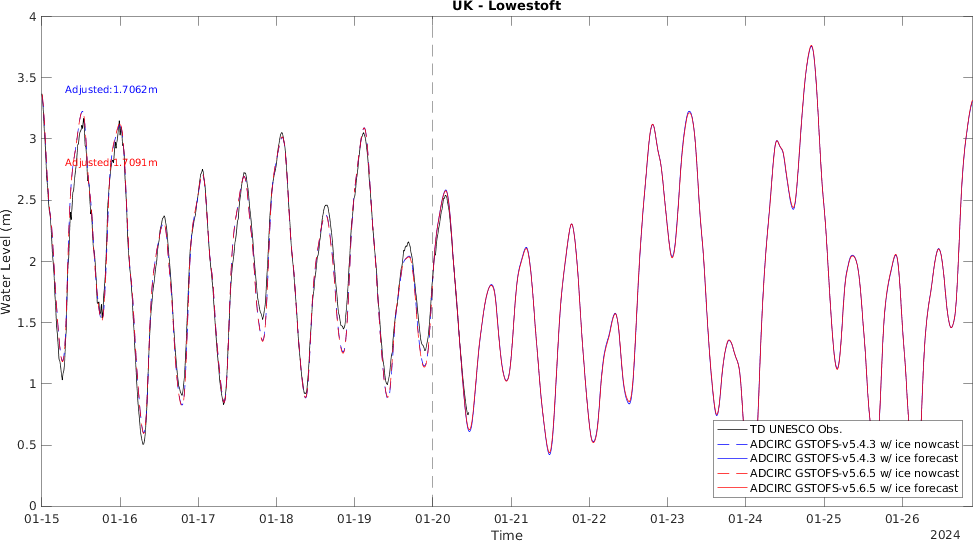 UK - Lowestoft
4
3.5
3
2.5
2
1.5
1
0.5
0
Water Level (m)
Adjusted:1.7062m
Adjusted:1.7091m
TD UNESCO Obs.
ADCIRC GSTOFS-v5.4.3 w/ ice nowcast
ADCIRC GSTOFS-v5.4.3 w/ ice forecast
ADCIRC GSTOFS-v5.6.5 w/ ice nowcast
ADCIRC GSTOFS-v5.6.5 w/ ice forecast
01-15 01-16 01-17 01-18 01-19 01-20 01-21 01-22 01-23 01-24 01-25 01-26
Time
2024